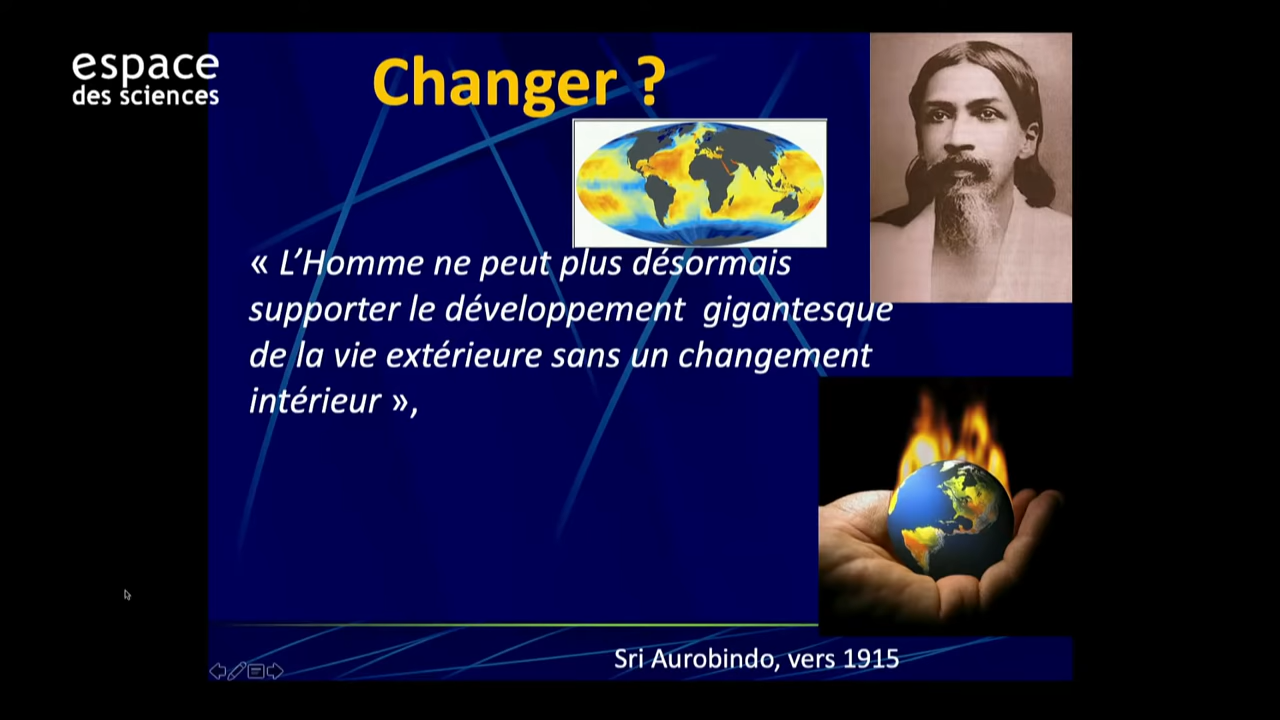 espace
des sciences
Changer ?
« L’Homme ne peut plus désormais
supporter le développement  gigantesque
de la vie extérieure sans un changement
intérieur »,
Sri Aurobindo, vers 1915